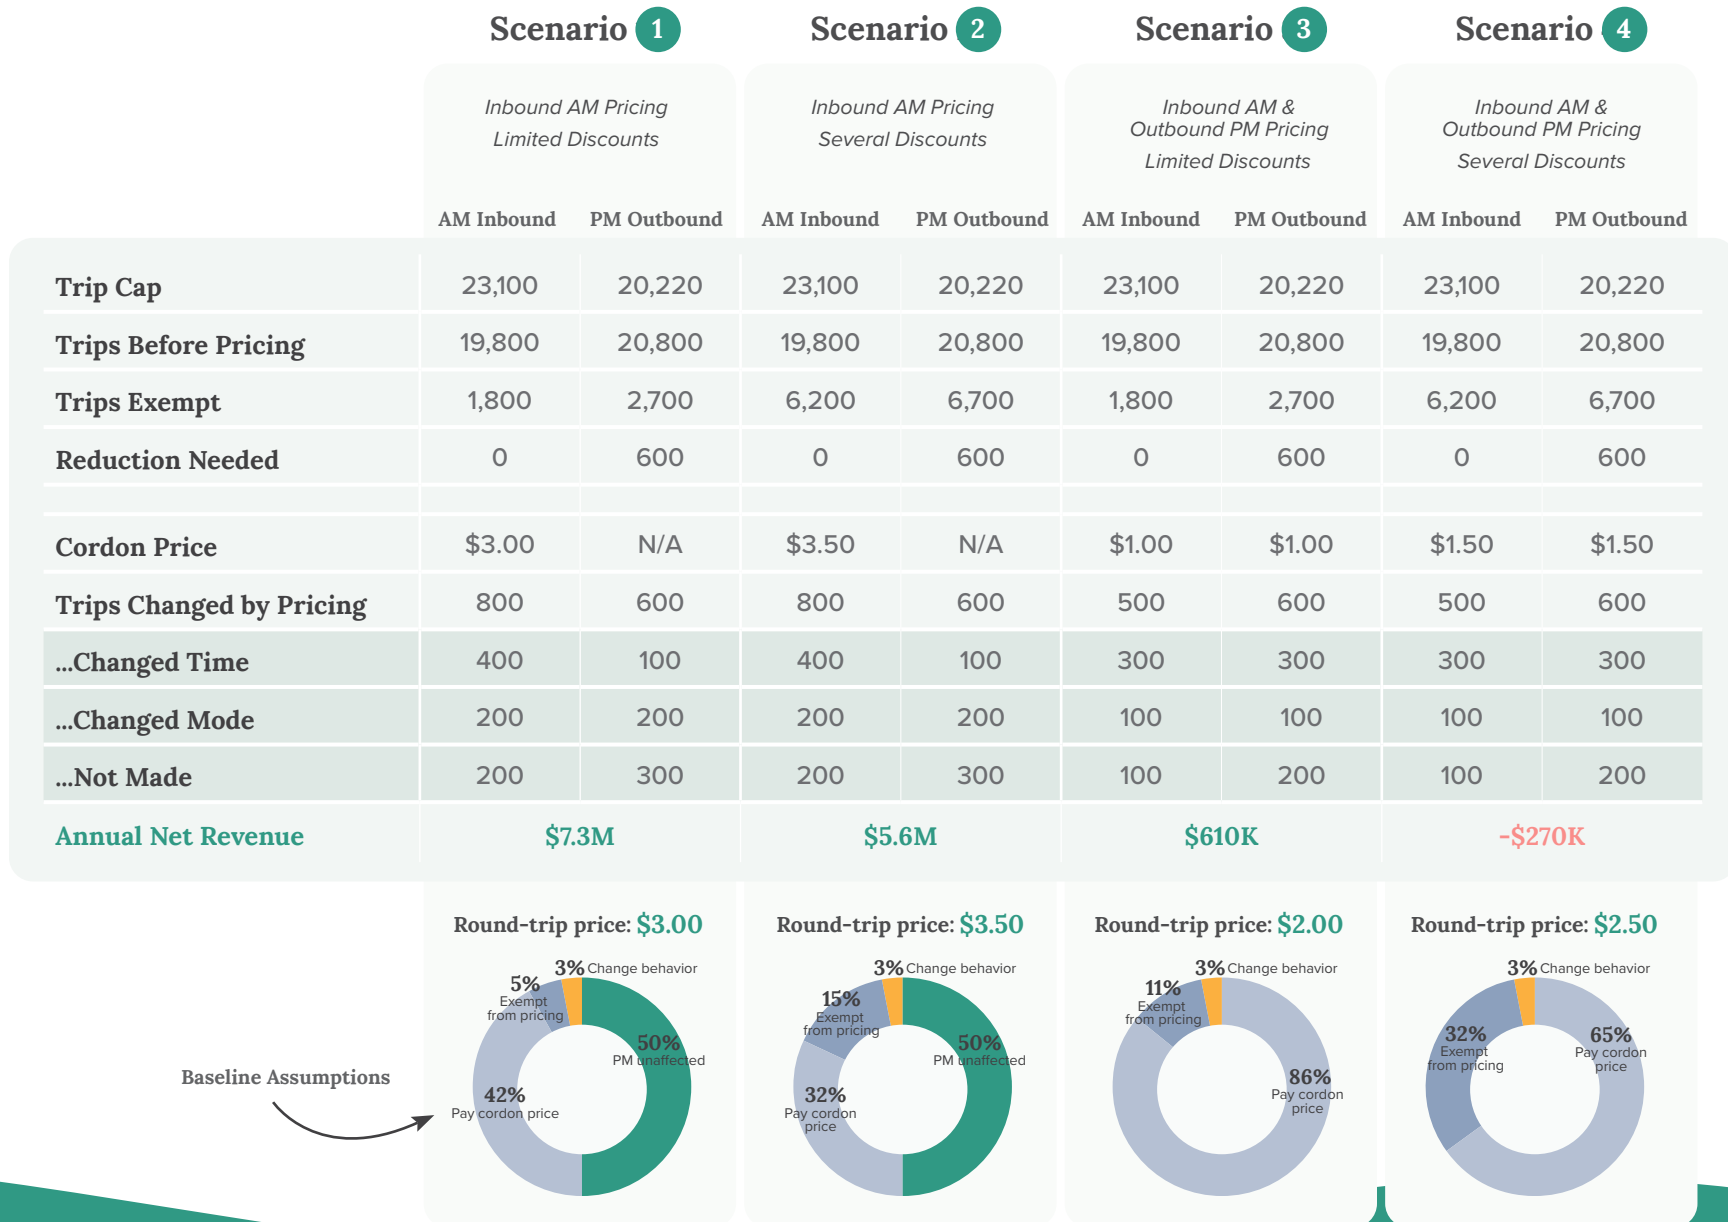 Scenario 1
Scenario 2
Scenario 3
Scenario 4
Inbound AM Pricing
Limited Discounts
Inbound AM Pricing
Several Discounts
Inbound AM &
Outbound PM Pricing
Limited Discounts
Inbound AM &
Outbound PM Pricing
Several Discounts
AM Inbound PM Outbound AM Inbound PM Outbound AM Inbound PM Outbound AM Inbound PM Outbound
Trip Cap 23,100 20,220 23,100 20,220 23,100 20,220 23,100 20,220
Trips Before Pricing 19,800 20,800 19,800 20,800 19,800 20,800 19,800 20,800
Trips Exempt 1,800 2,700 6,200 6,700 1,800 2,700 6,200 6,700
Reduction Needed 0 600 0 600 0 600 0 600
Cordon Price $3.00 N/A $3.50 N/A $1.00 $1.00 $1.50 $1.50
Trips Changed by Pricing 800 600 800 600 500 600 500 600
...Changed Time 400 100 400 100 300 300 300 300
...Changed Mode 200 200 200 200 100 100 100 100
...Not Made 200 300 200 300 100 200 100 200
Annual Net Revenue $7.3M $5.6M $610K -$270K
Baseline Assumptions
Round-trip price: $3.00
3% Change behavior
5%
Exempt
from pricing
50%
PM unaffected
42%
Pay cordon price
Round-trip price: $3.50
3% Change behavior
15%
Exempt
from pricing
50%
PM unaffected
32%
Pay cordon
price
Round-trip price: $2.00
3% Change behavior
11%
Exempt
from pricing
86%
Pay cordon
price
Round-trip price: $2.50
3% Change behavior
32%
Exempt
from pricing
65%
Pay cordon
price